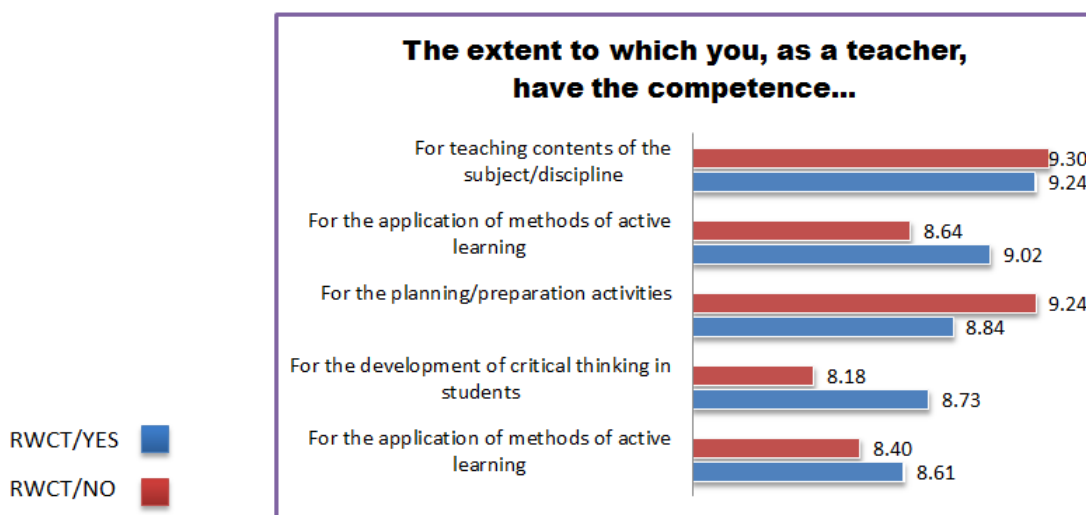 The extent to which you, as a teacher,
have the competence...
For teaching contents of the
subject/discipline
9.30
9.24
For the application of methods of active
learning
8.64
9.02
For the planning/preparation activities
9.24
8.84
For the development of critical thinking in
students
8.18
8.73
For the application of methods of active
learning
8.40
8.61
RWCT/YES
RWCT/NO